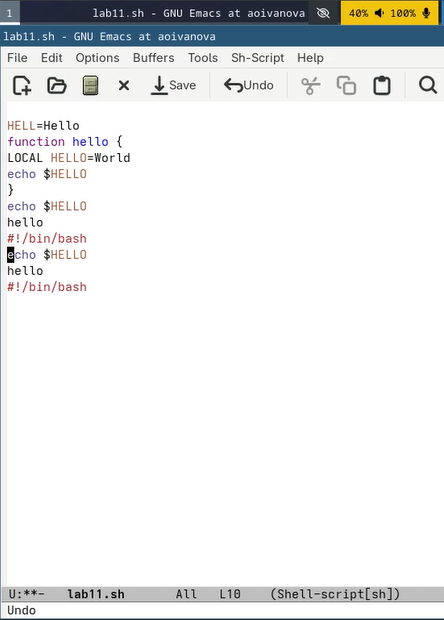 1 lab11.sh - GNU Emacs at aoivanova 40% 100%
lab11.sh - GNU Emacs at aoivanova
File Edit Options Buffers Tools Sh-Script Help
Save Undo
HELL=Hello
function hello {
LOCAL HELLO=World
echo $HELLO
}
echo $HELLO
hello
#!/bin/bash
echo $HELLO
hello
#!/bin/bash
U:**- lab11.sh All L10 (Shell-script[sh])
Undo